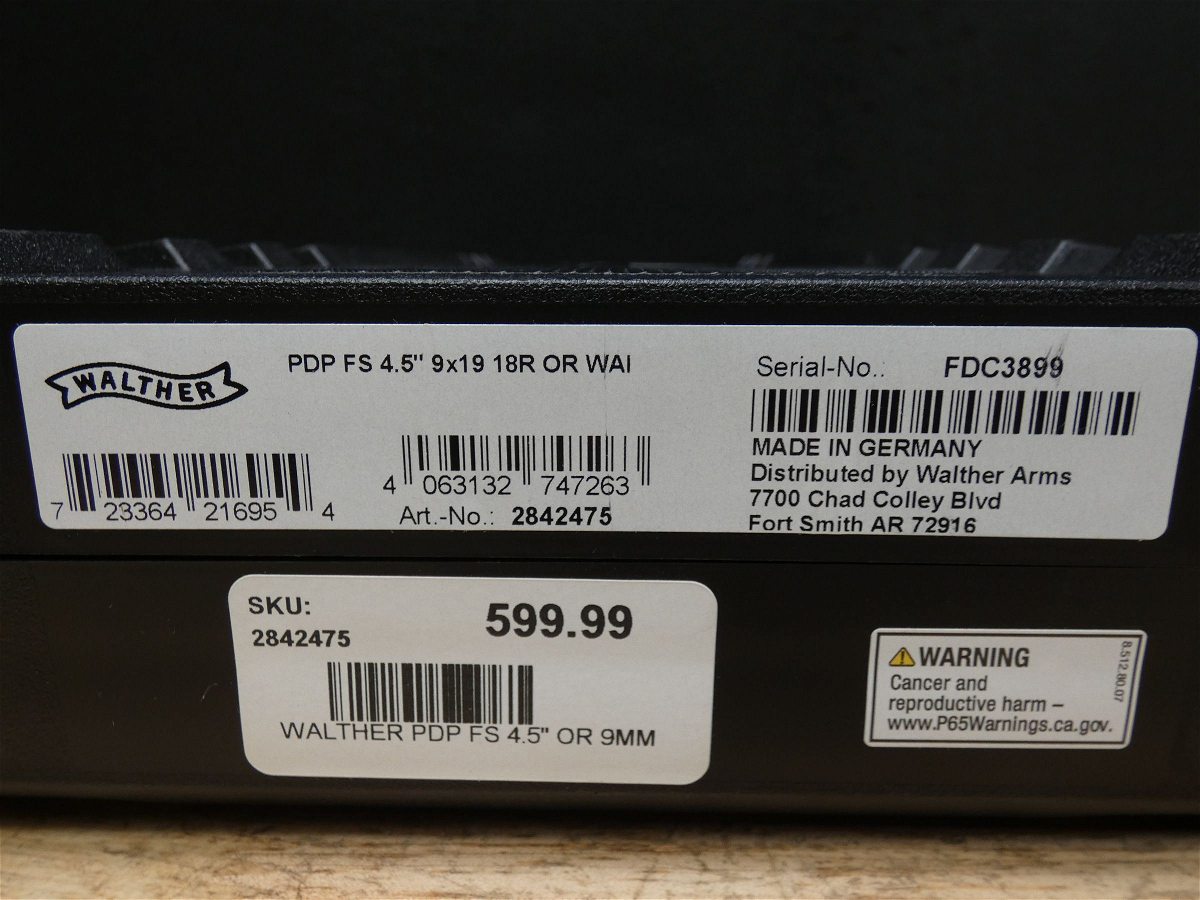 WALTHER
PDP FS 4.5" 9x19 18R OR WAI
7 23364 21695 4
4 063132 747263
Art.-No.: 2842475
Serial-No.: FDC3899
MADE IN GERMANY
Distributed by Walther Arms
7700 Chad Colley Blvd
Fort Smith AR 72916
SKU:
2842475
599.99
WALTHER PDP FS 4.5" OR 9MM
WARNING
Cancer and
reproductive harm –
www.P65Warnings.ca.gov.
8.512.80.07